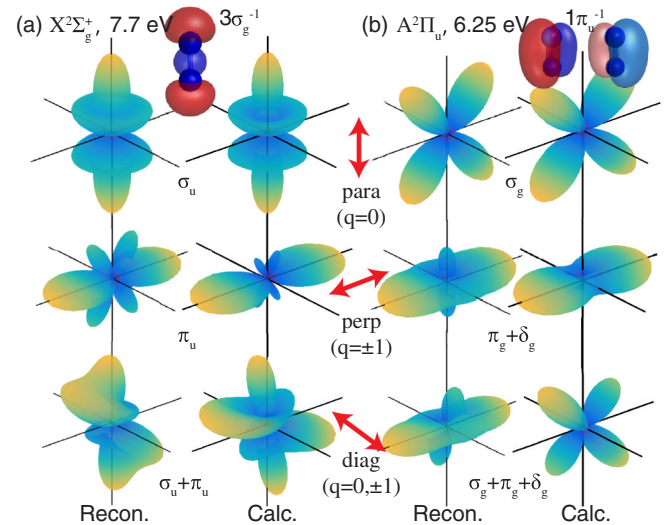 (a) X²Σg⁺, 7.7 eV 3σg⁻¹ (b) A²Πu, 6.25 eV 1πu⁻¹
σu para σg
(q=0)
πu perp πg+δg
(q=±1)
diag
σu+πu (q=0,±1) σg+πg+δg
Recon. Calc. Recon. Calc.